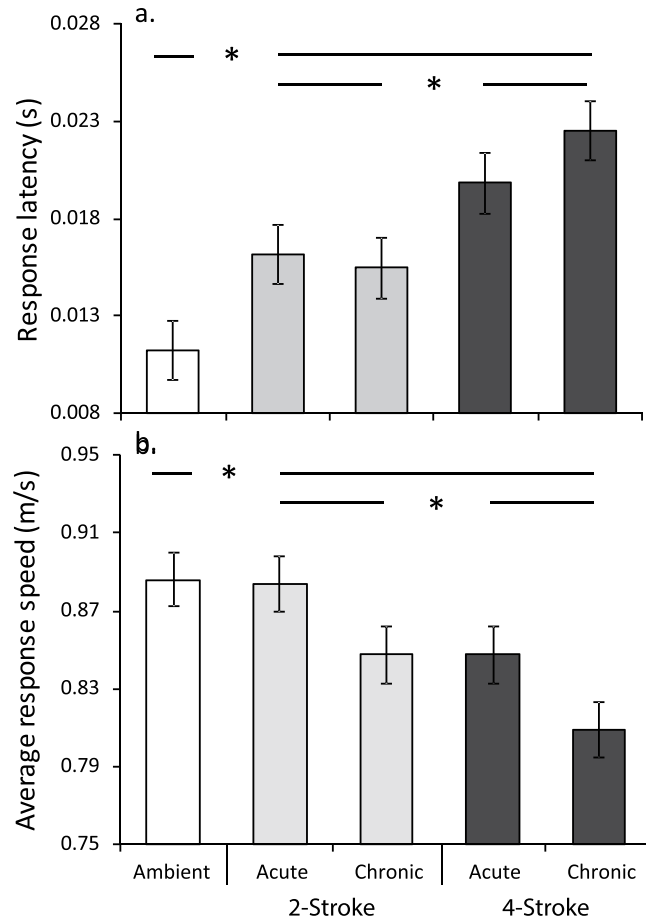 a.
Response latency (s)
0.028
0.023
0.018
0.013
0.008
*
*
b.
Average response speed (m/s)
0.95
0.91
0.87
0.83
0.79
0.75
*
*
Ambient Acute Chronic Acute Chronic
2-Stroke 4-Stroke